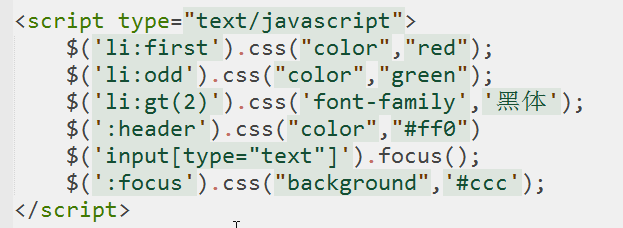 <script type="text/javascript">
$('li:first').css("color","red");
$('li:odd').css("color","green");
$('li:gt(2)').css('font-family','黑体');
$(':header').css("color","#ff0")
$('input[type="text"]').focus();
$(':focus').css("background",'#ccc');
</script>